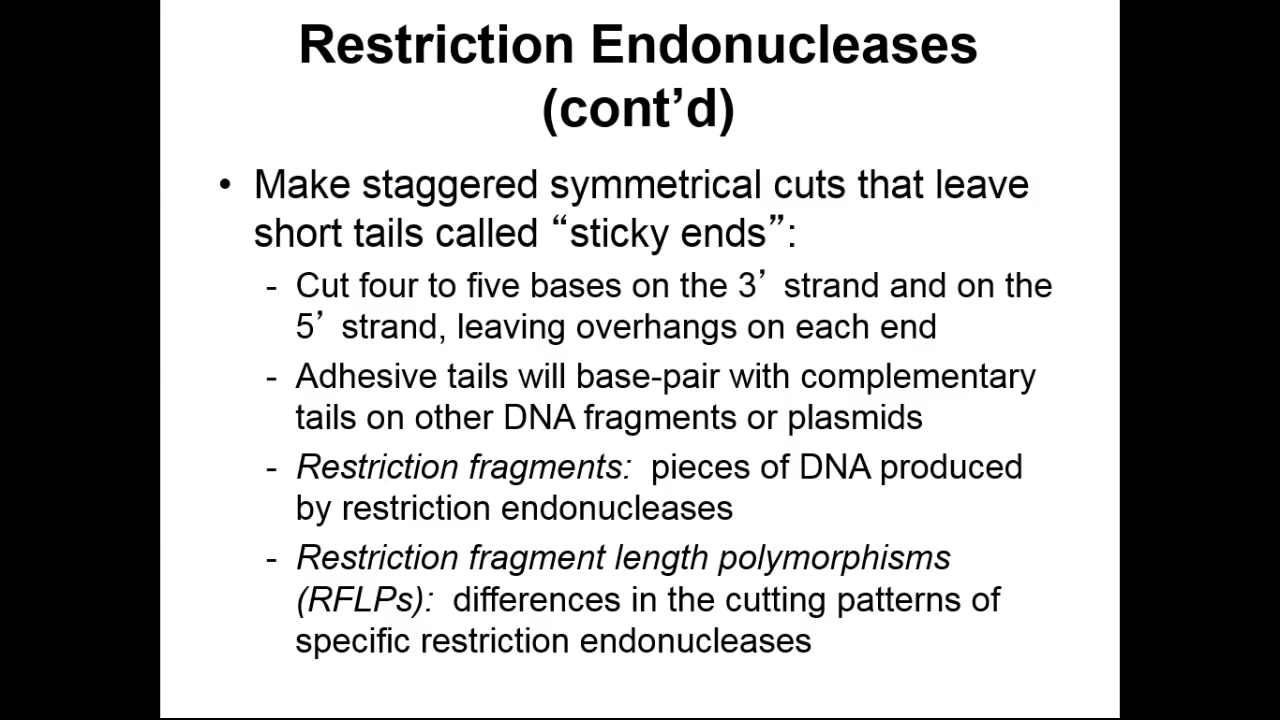 Restriction Endonucleases
(cont’d)
• Make staggered symmetrical cuts that leave
short tails called “sticky ends”:
- Cut four to five bases on the 3’ strand and on the
5’ strand, leaving overhangs on each end
- Adhesive tails will base-pair with complementary
tails on other DNA fragments or plasmids
- Restriction fragments: pieces of DNA produced
by restriction endonucleases
- Restriction fragment length polymorphisms
(RFLPs): differences in the cutting patterns of
specific restriction endonucleases